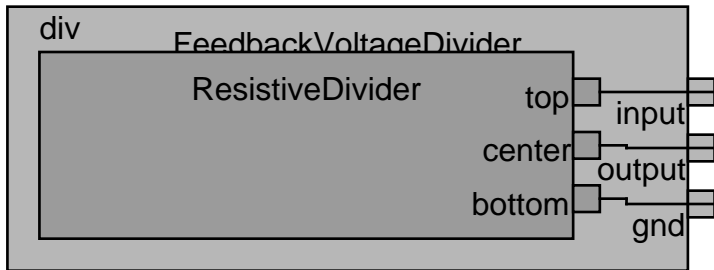 div
FeedbackVoltageDivider
ResistiveDivider
top
input
center
output
bottom
gnd